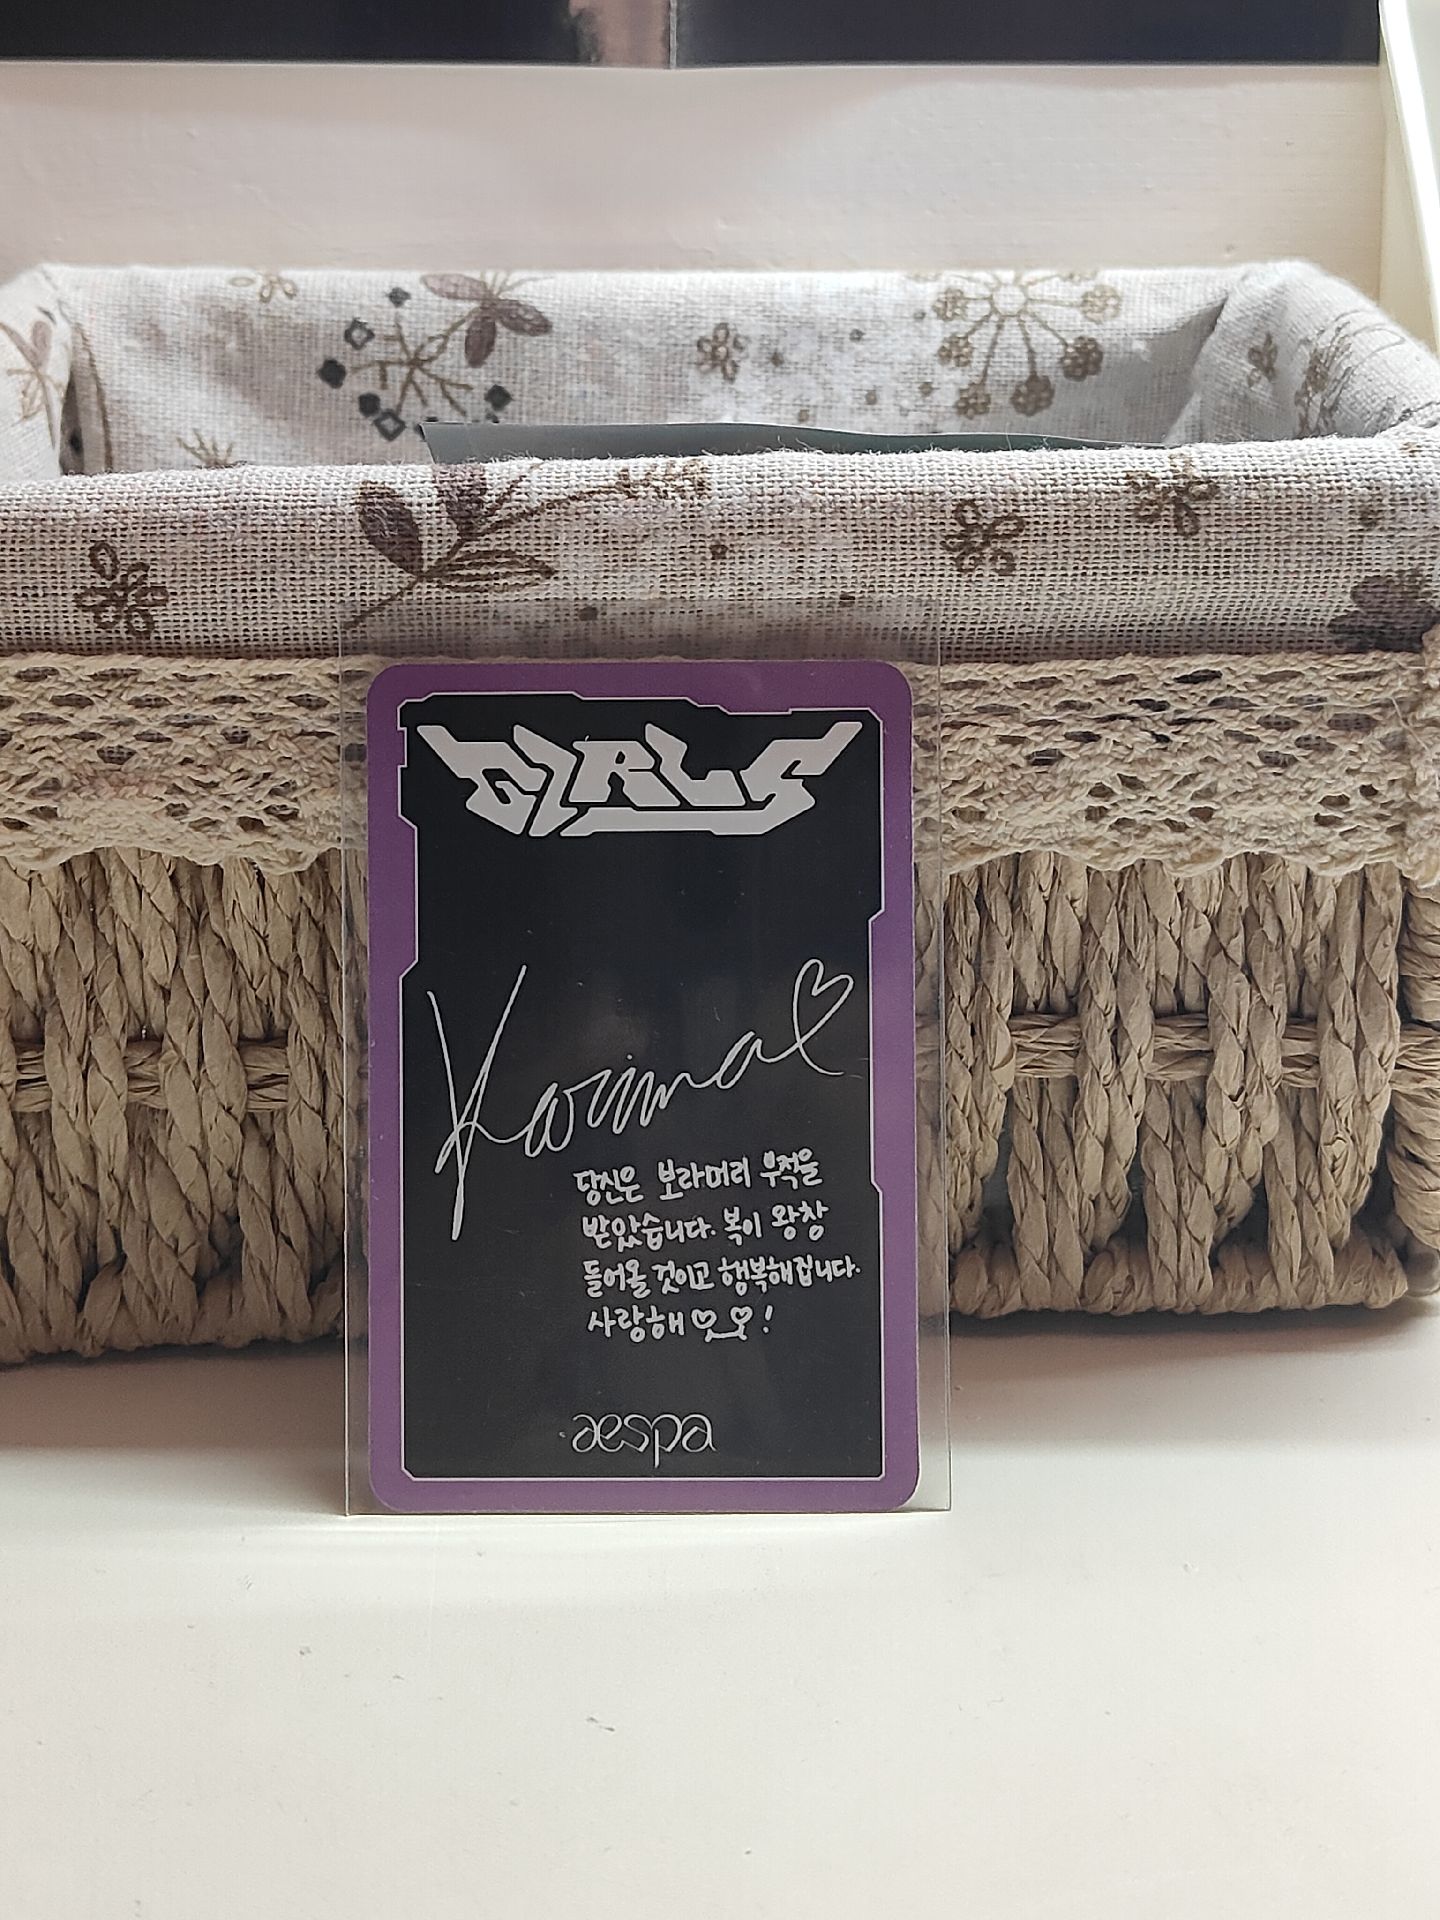 GIRLS
Karina
당신은 보라머리 부적을
받았습니다. 복이 왕창
들어올 것이고 행복해집니다.
사랑해♡♡!
aespa